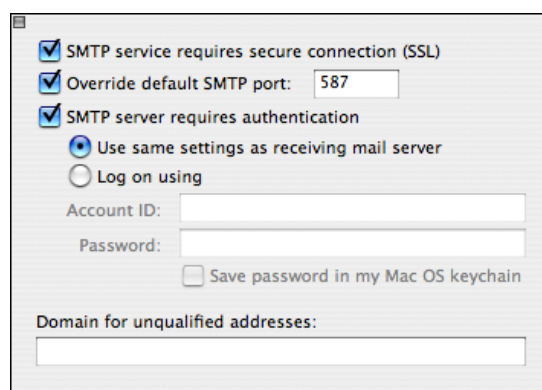 SMTP service requires secure connection (SSL)
Override default SMTP port: 587
SMTP server requires authentication
Use same settings as receiving mail server
Log on using
Account ID:
Password:
Save password in my Mac OS keychain
Domain for unqualified addresses: